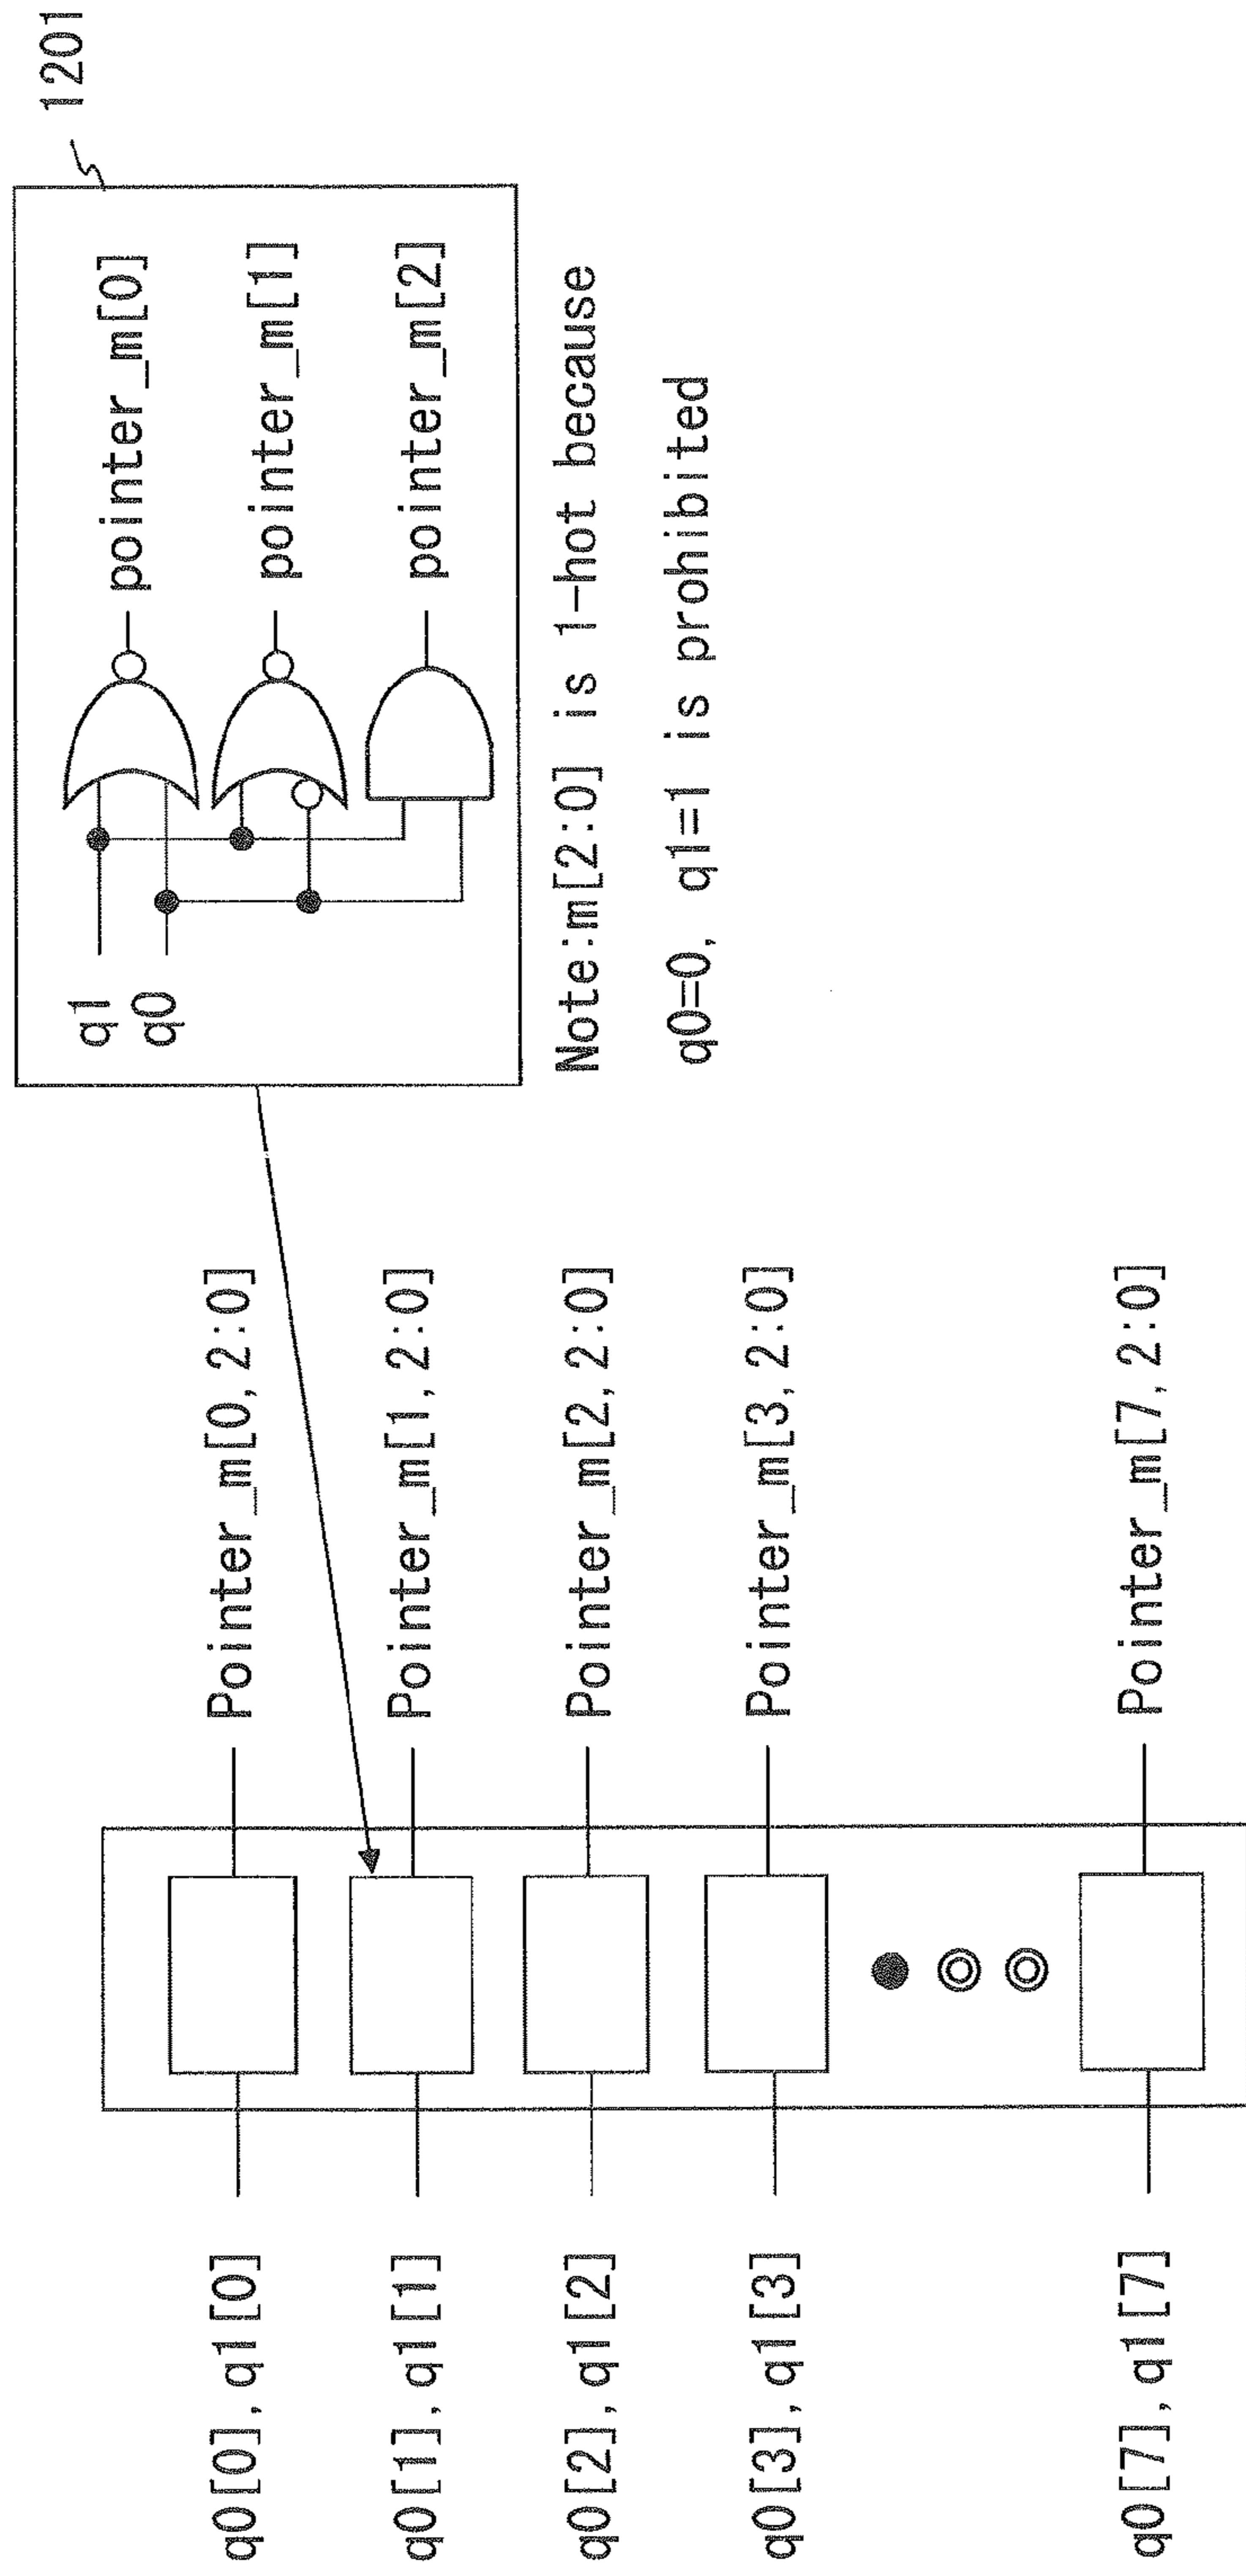 1201
q1
q0
pointer_m[0]
pointer_m[1]
pointer_m[2]
Note:m[2:0] is 1-hot because
q0=0, q1=1 is prohibited
q0[0],q1[0]
Pointer_m[0,2:0]
q0[1],q1[1]
Pointer_m[1,2:0]
q0[2],q1[2]
Pointer_m[2,2:0]
q0[3],q1[3]
Pointer_m[3,2:0]
q0[7],q1[7]
Pointer_m[7,2:0]